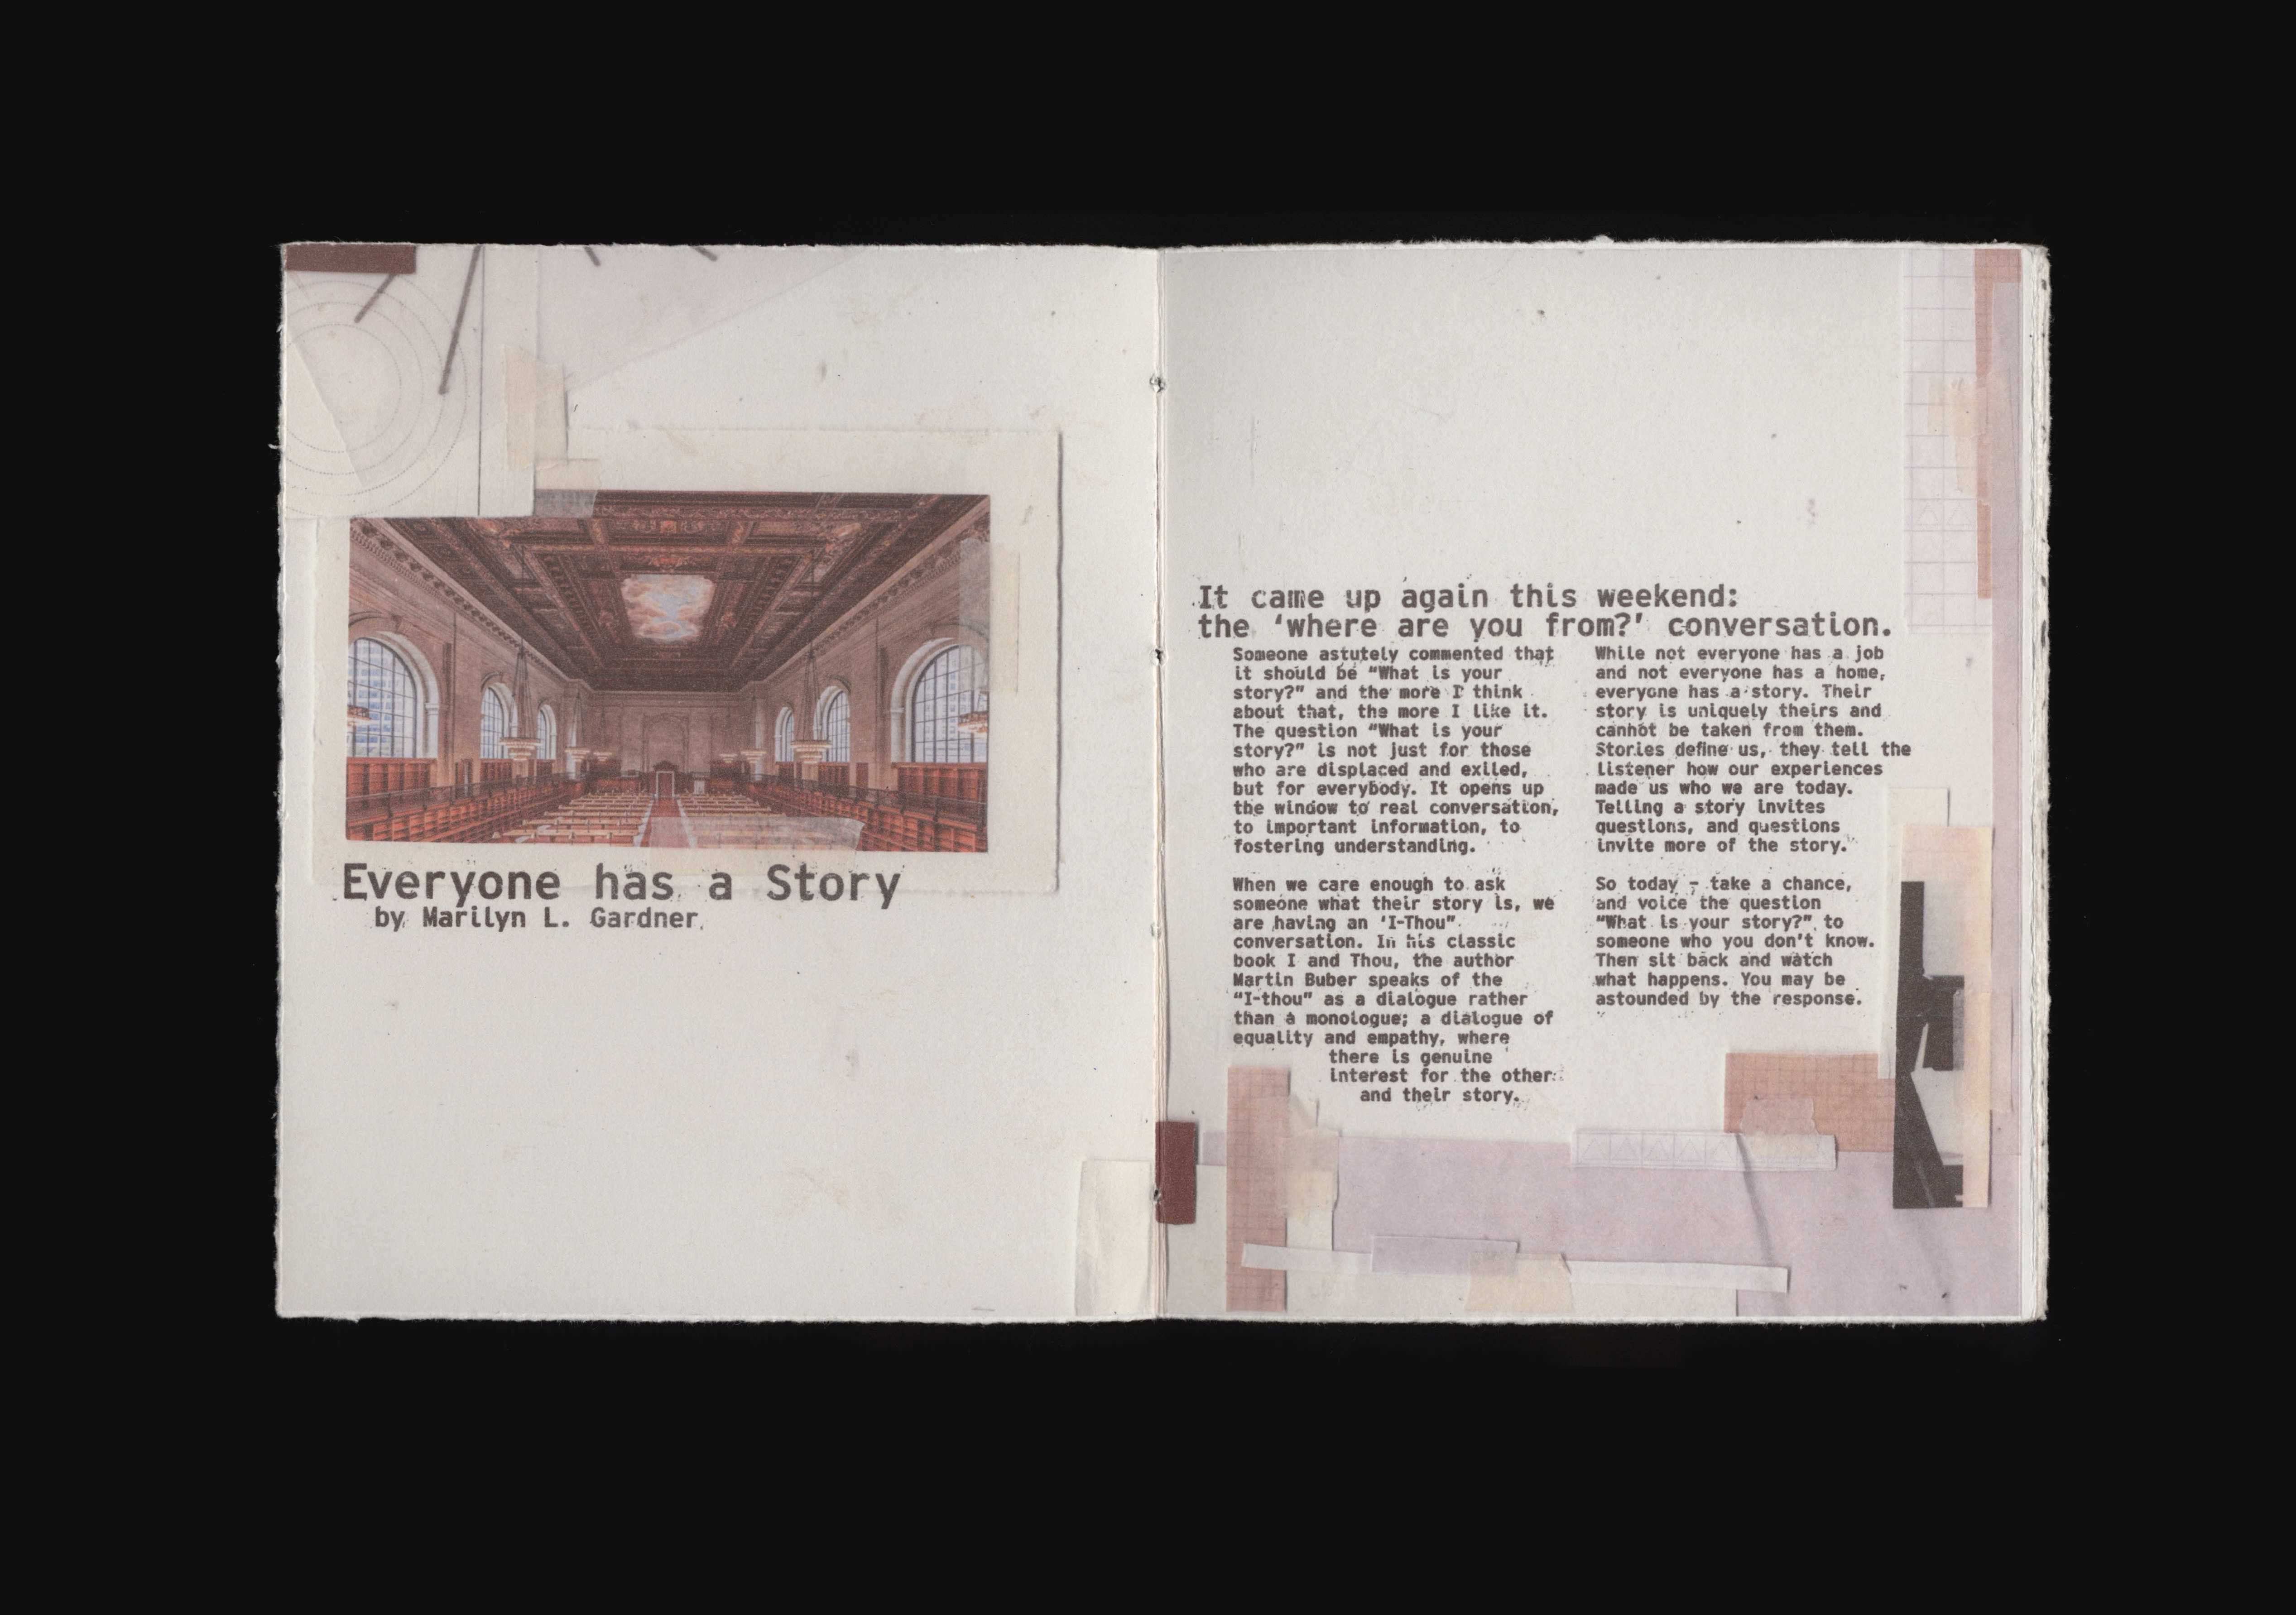 Everyone has a Story
by Marilyn L. Gardner
It came up again this weekend:
the ‘where are you from?’ conversation.
Someone astutely commented that
it should be “What is your
story?” and the more I think
about that, the more I like it.
The question “What is your
story?” is not just for those
who are displaced and exiled,
but for everybody. It opens up
the window to real conversation,
to important information, to
fostering understanding.
When we care enough to ask
someone what their story is, we
are having an ‘I-Thou”
conversation. In his classic
book I and Thou, the author
Martin Buber speaks of the
“I-thou” as a dialogue rather
than a monologue; a dialogue of
equality and empathy, where
there is genuine
interest for the other
and their story.
While not everyone has a job
and not everyone has a home,
everyone has a story. Their
story is uniquely theirs and
cannot be taken from them.
Stories define us, they tell the
listener how our experiences
made us who we are today.
Telling a story invites
questions, and questions
invite more of the story.
So today – take a chance,
and voice the question
“What is your story?” to
someone who you don’t know.
Then sit back and watch
what happens. You may be
astounded by the response.